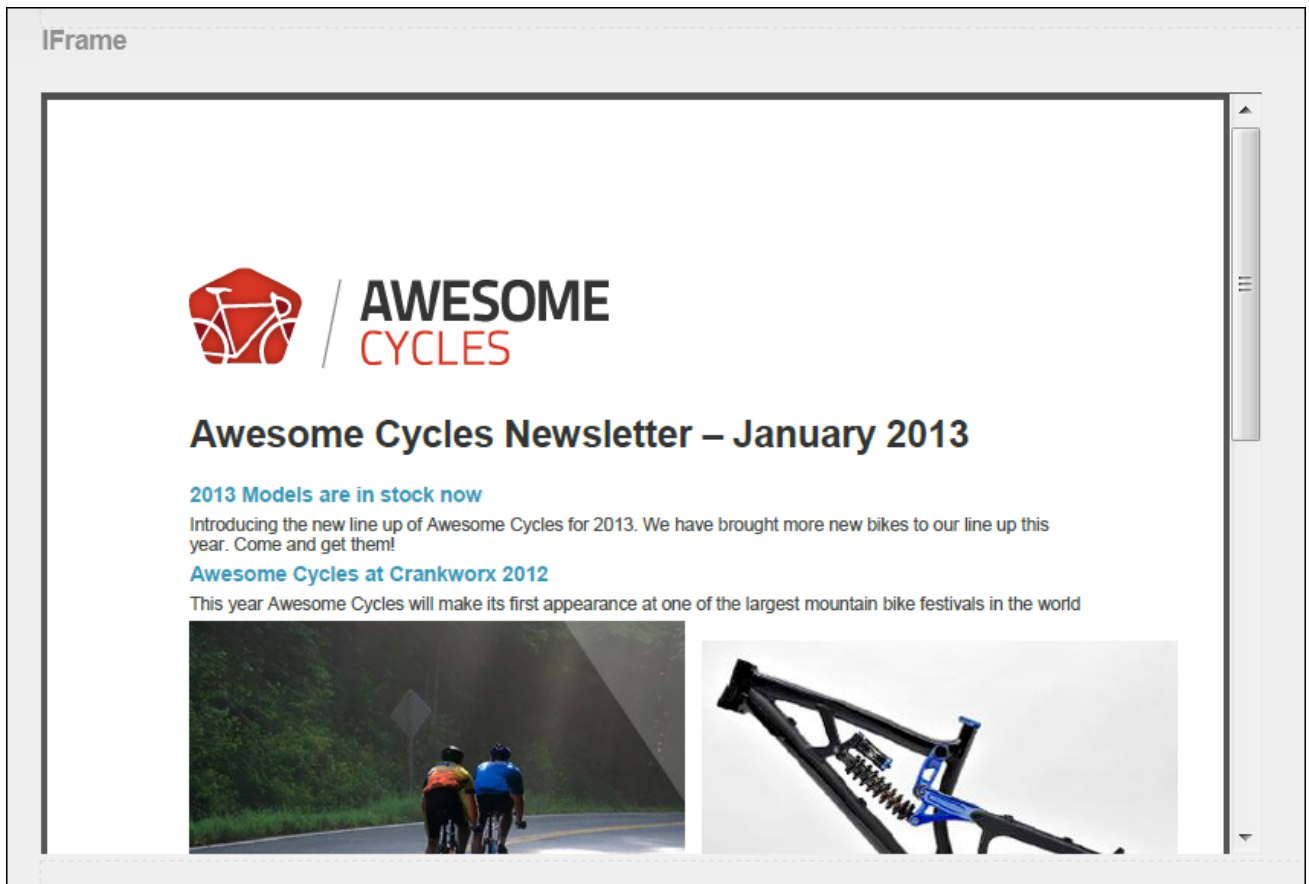 IFrame
AWESOME
CYCLES
Awesome Cycles Newsletter – January 2013
2013 Models are in stock now
Introducing the new line up of Awesome Cycles for 2013. We have brought more new bikes to our line up this
year. Come and get them!
Awesome Cycles at Crankworx 2012
This year Awesome Cycles will make its first appearance at one of the largest mountain bike festivals in the world